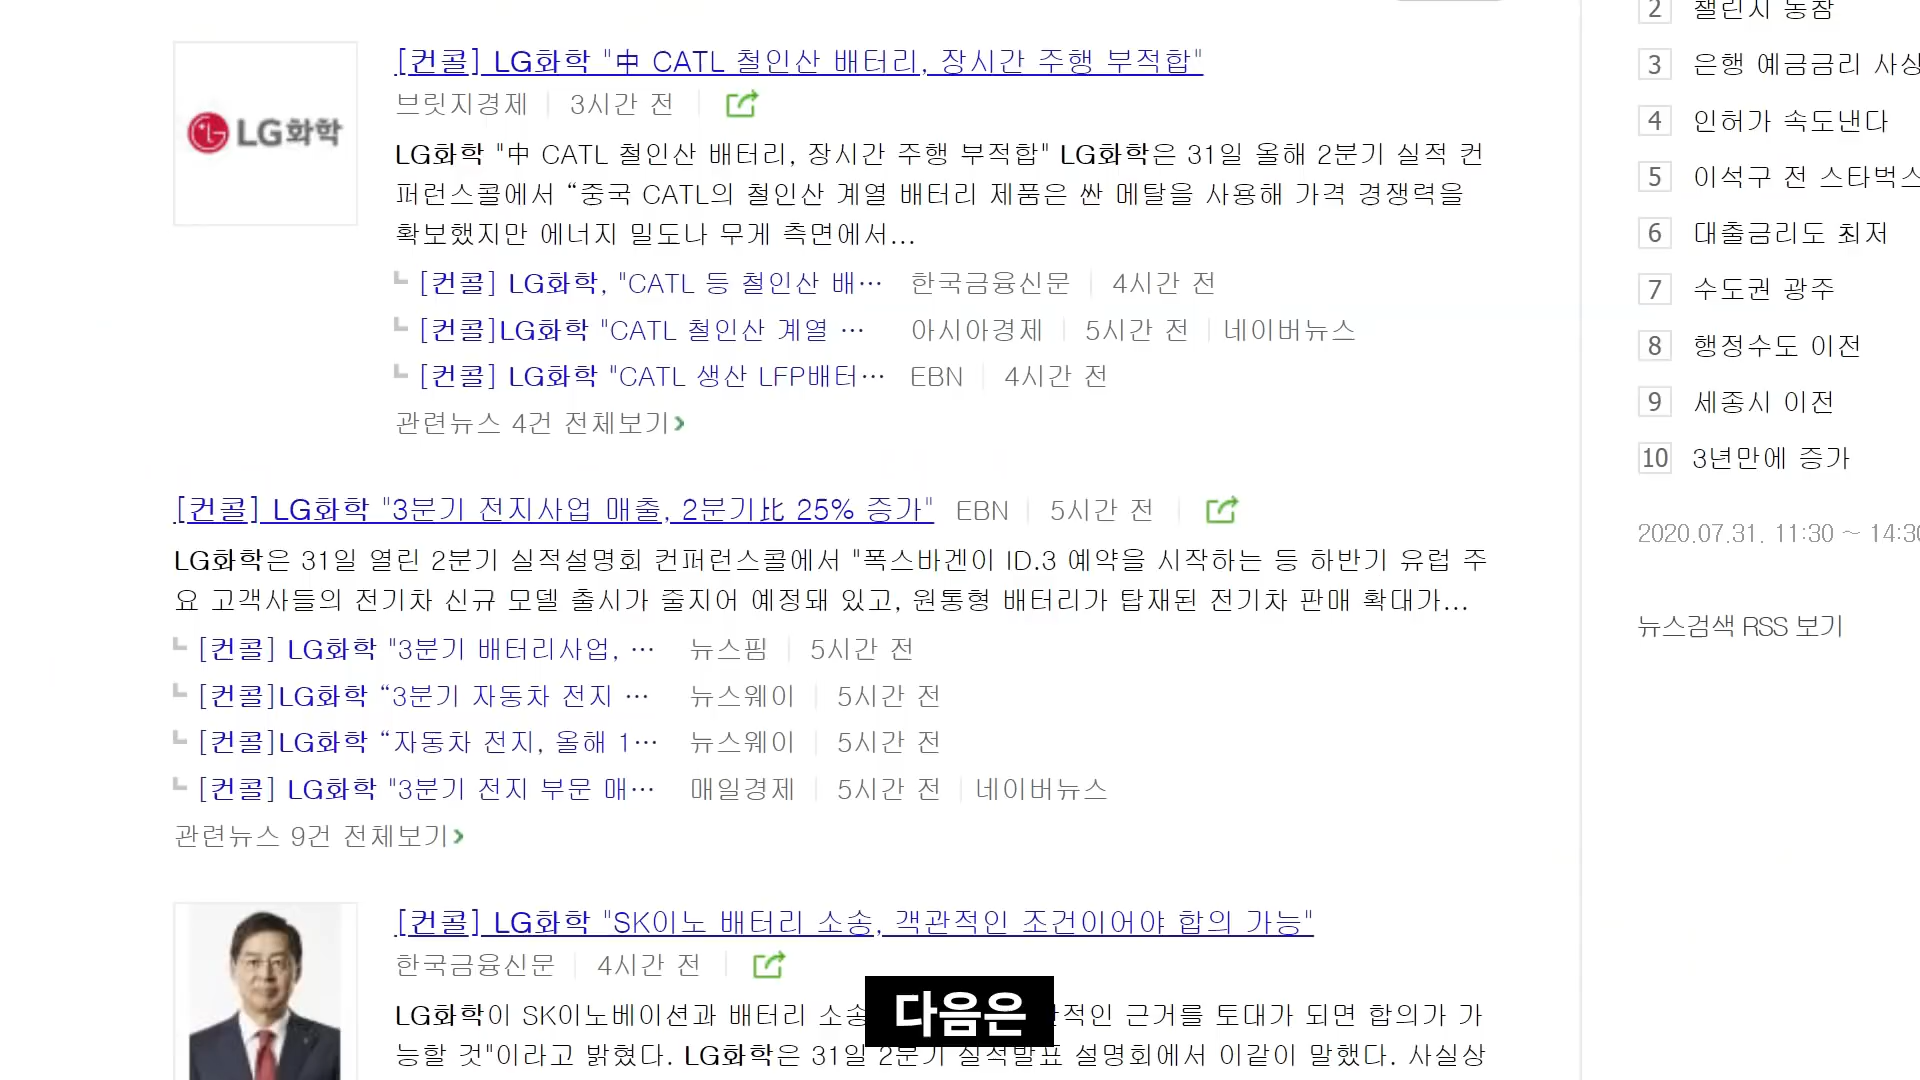 LG화학
[컨콜] LG화학 "中 CATL 철인산 배터리, 장시간 주행 부적합"
브릿지경제 3시간 전
LG화학 "中 CATL 철인산 배터리, 장시간 주행 부적합" LG화학은 31일 올해 2분기 실적 컨
퍼런스콜에서 “중국 CATL의 철인산 계열 배터리 제품은 싼 메탈을 사용해 가격 경쟁력을
확보했지만 에너지 밀도나 무게 측면에서...
[컨콜] LG화학, "CATL 등 철인산 배… 한국금융신문 4시간 전
[컨콜]LG화학 "CATL 철인산 계열 … 아시아경제 5시간 전 네이버뉴스
[컨콜] LG화학 "CATL 생산 LFP배터… EBN 4시간 전
관련뉴스 4건 전체보기
[컨콜] LG화학 "3분기 전지사업 매출, 2분기比 25% 증가" EBN 5시간 전
LG화학은 31일 열린 2분기 실적설명회 컨퍼런스콜에서 "폭스바겐이 ID.3 예약을 시작하는 등 하반기 유럽 주
요 고객사들의 전기차 신규 모델 출시가 줄지어 예정돼 있고, 원통형 배터리가 탑재된 전기차 판매 확대가...
[컨콜] LG화학 "3분기 배터리사업, … 뉴스핌 5시간 전
[컨콜]LG화학 “3분기 자동차 전지 … 뉴스웨이 5시간 전
[컨콜]LG화학 “자동차 전지, 올해 1… 뉴스웨이 5시간 전
[컨콜] LG화학 "3분기 전지 부문 매… 매일경제 5시간 전 네이버뉴스
관련뉴스 9건 전체보기
[컨콜] LG화학 "SK이노 배터리 소송, 객관적인 조건이어야 합의 가능"
한국금융신문 4시간 전
LG화학이 SK이노베이션과 배터리 소송 적인 근거를 토대가 되면 합의가 가
능할 것"이라고 밝혔다. LG화학은 31일 2분기 실적발표 설명회에서 이같이 말했다. 사실상
다음은
2 챌린지 동참
3 은행 예금금리 사상
4 인허가 속도낸다
5 이석구 전 스타벅스
6 대출금리도 최저
7 수도권 광주
8 행정수도 이전
9 세종시 이전
10 3년만에 증가
2020.07.31. 11:30 ~ 14:30
뉴스검색 RSS 보기